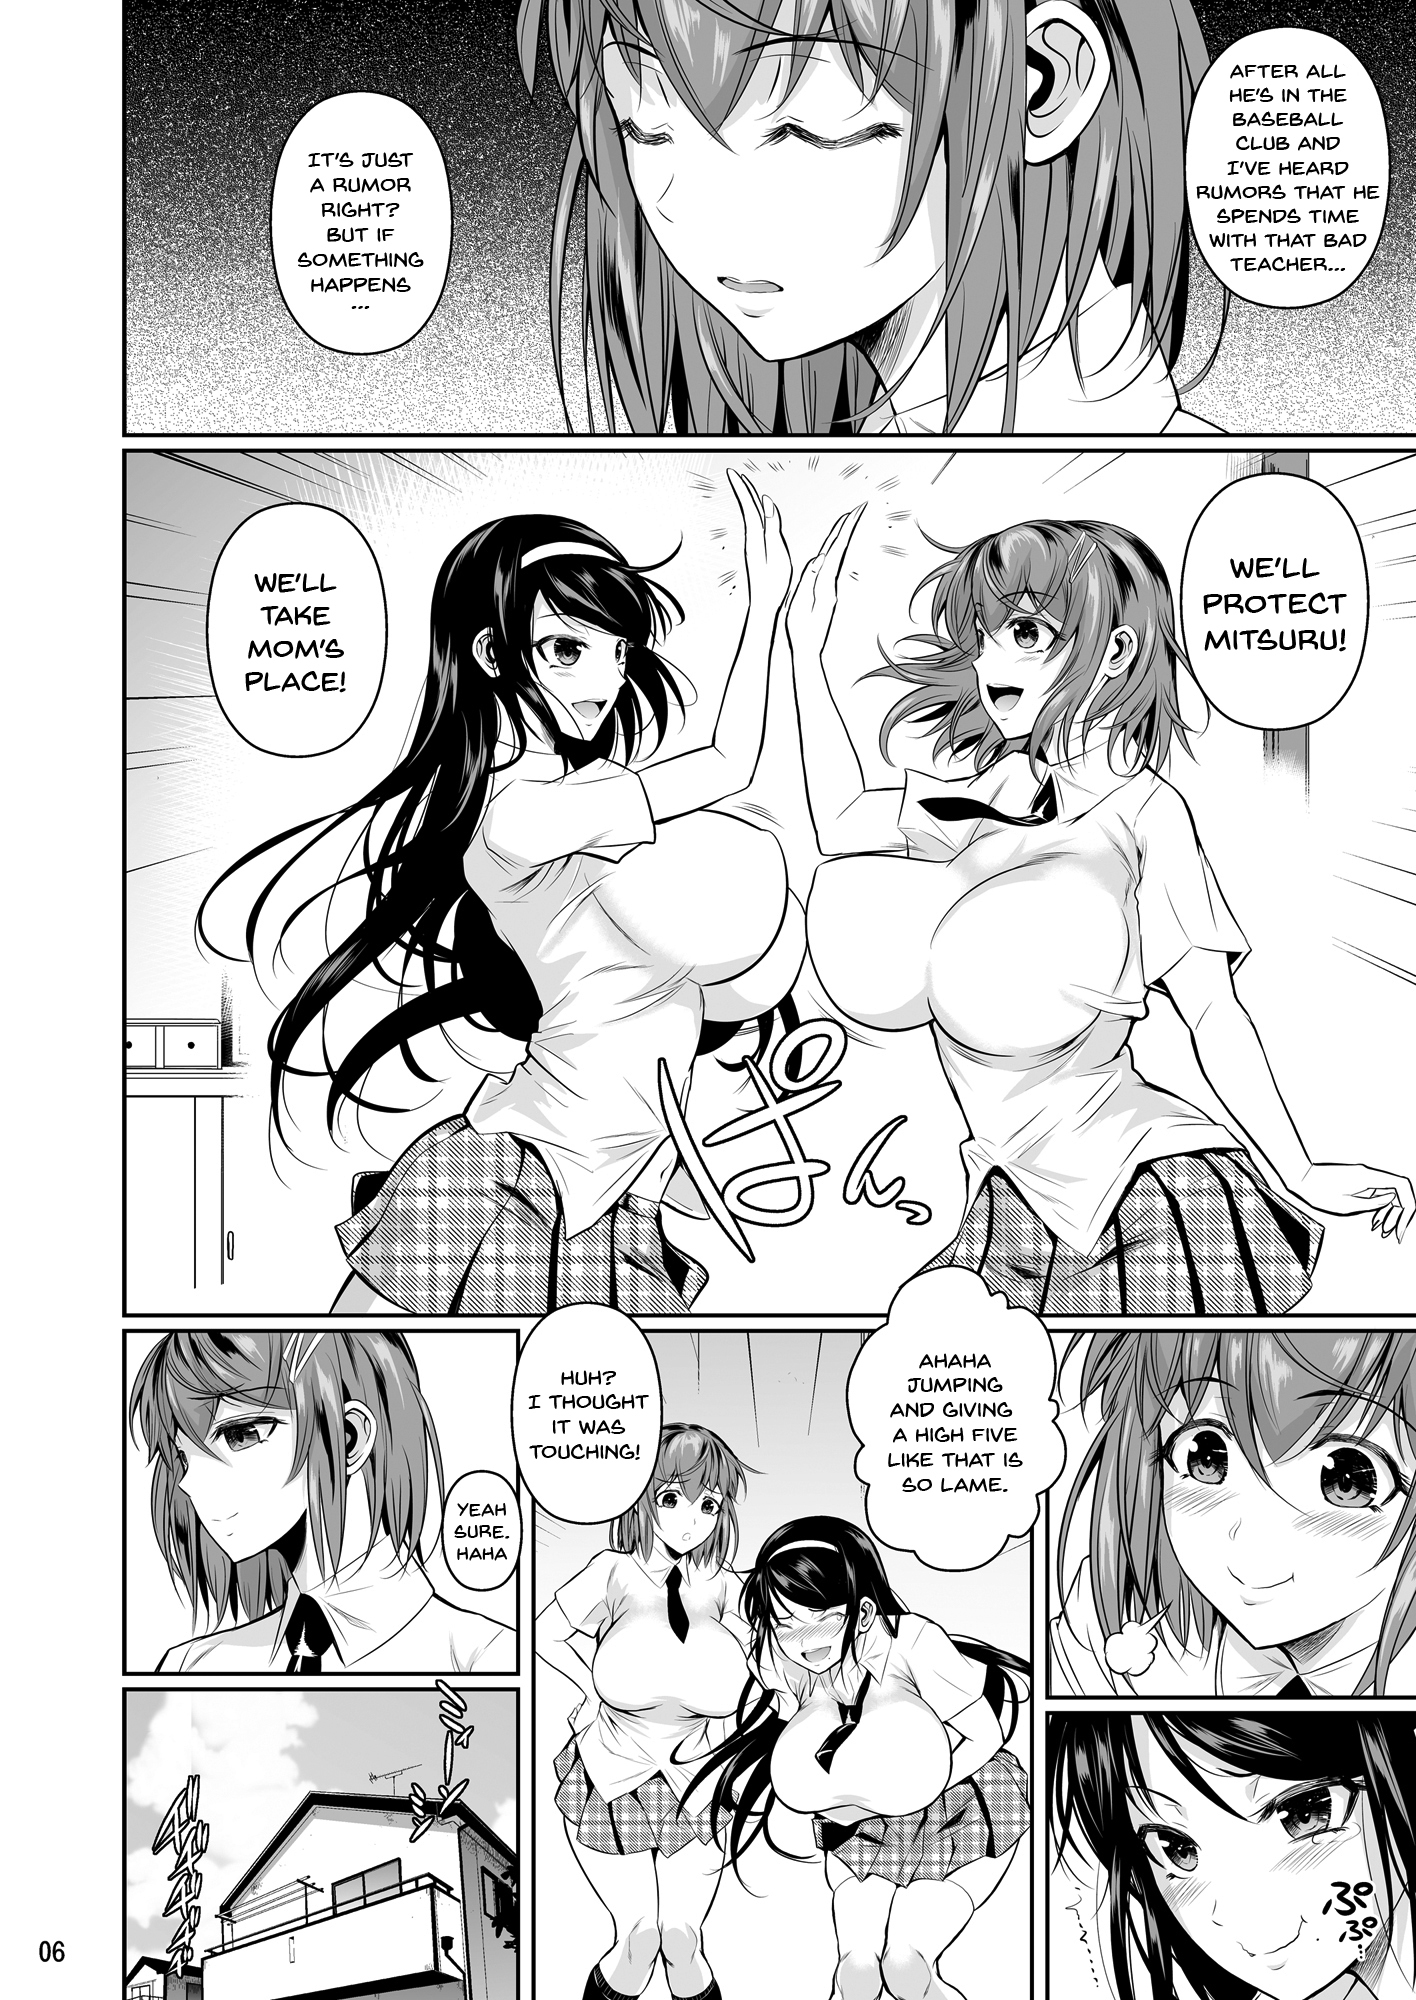 AFTER ALL
HE'S IN THE
BASEBALL
CLUB AND
I'VE HEARD
RUMORS THAT HE
SPENDS TIME
WITH THAT BAD
TEACHER...
IT'S JUST
A RUMOR
RIGHT?
BUT IF
SOMETHING
HAPPENS
...
WE'LL
PROTECT
MITSURU!
WE'LL
TAKE
MOM'S
PLACE!
ぱんっ
ぷぷ…
AHAHA
JUMPING
AND GIVING
A HIGH FIVE
LIKE THAT IS
SO LAME.
HUH?
I THOUGHT
IT WAS
TOUCHING!
YEAH
SURE.
HAHA
06